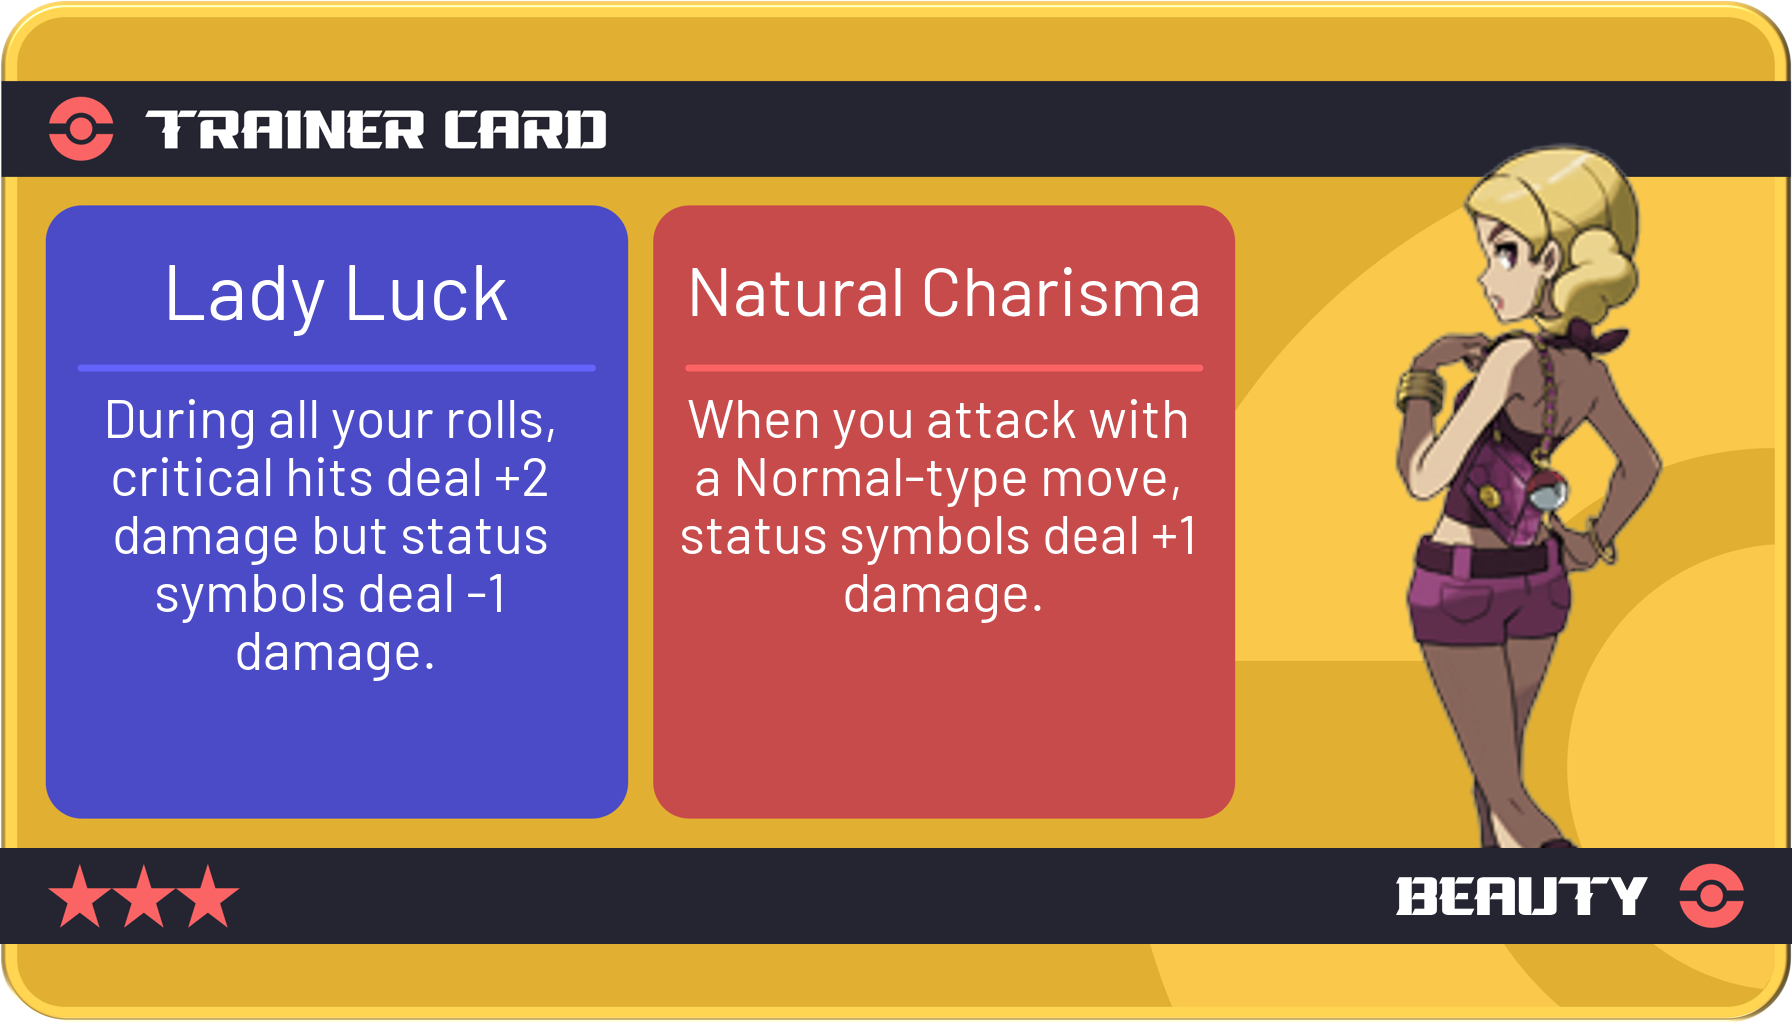 TRAINER CARD
Lady Luck
During all your rolls,
critical hits deal +2
damage but status
symbols deal -1
damage.
Natural Charisma
When you attack with
a Normal-type move,
status symbols deal +1
damage.
BEAUTY